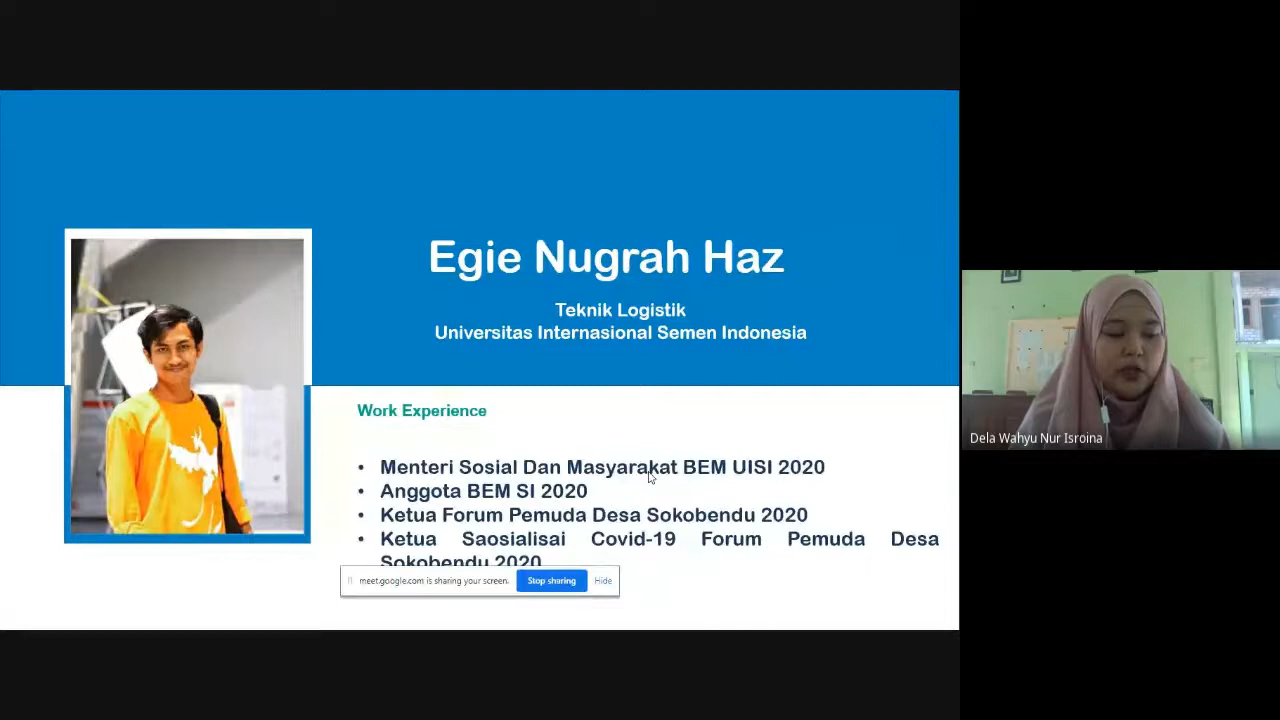 Egie Nugrah Haz
Teknik Logistik
Universitas Internasional Semen Indonesia
Work Experience
• Menteri Sosial Dan Masyarakat BEM UISI 2020
• Anggota BEM SI 2020
• Ketua Forum Pemuda Desa Sokobendu 2020
• Ketua Saosialisai Covid-19 Forum Pemuda Desa
Sokobendu 2020
meet.google.com is sharing your screen.
Stop sharing
Hide
Dela Wahyu Nur Isroina